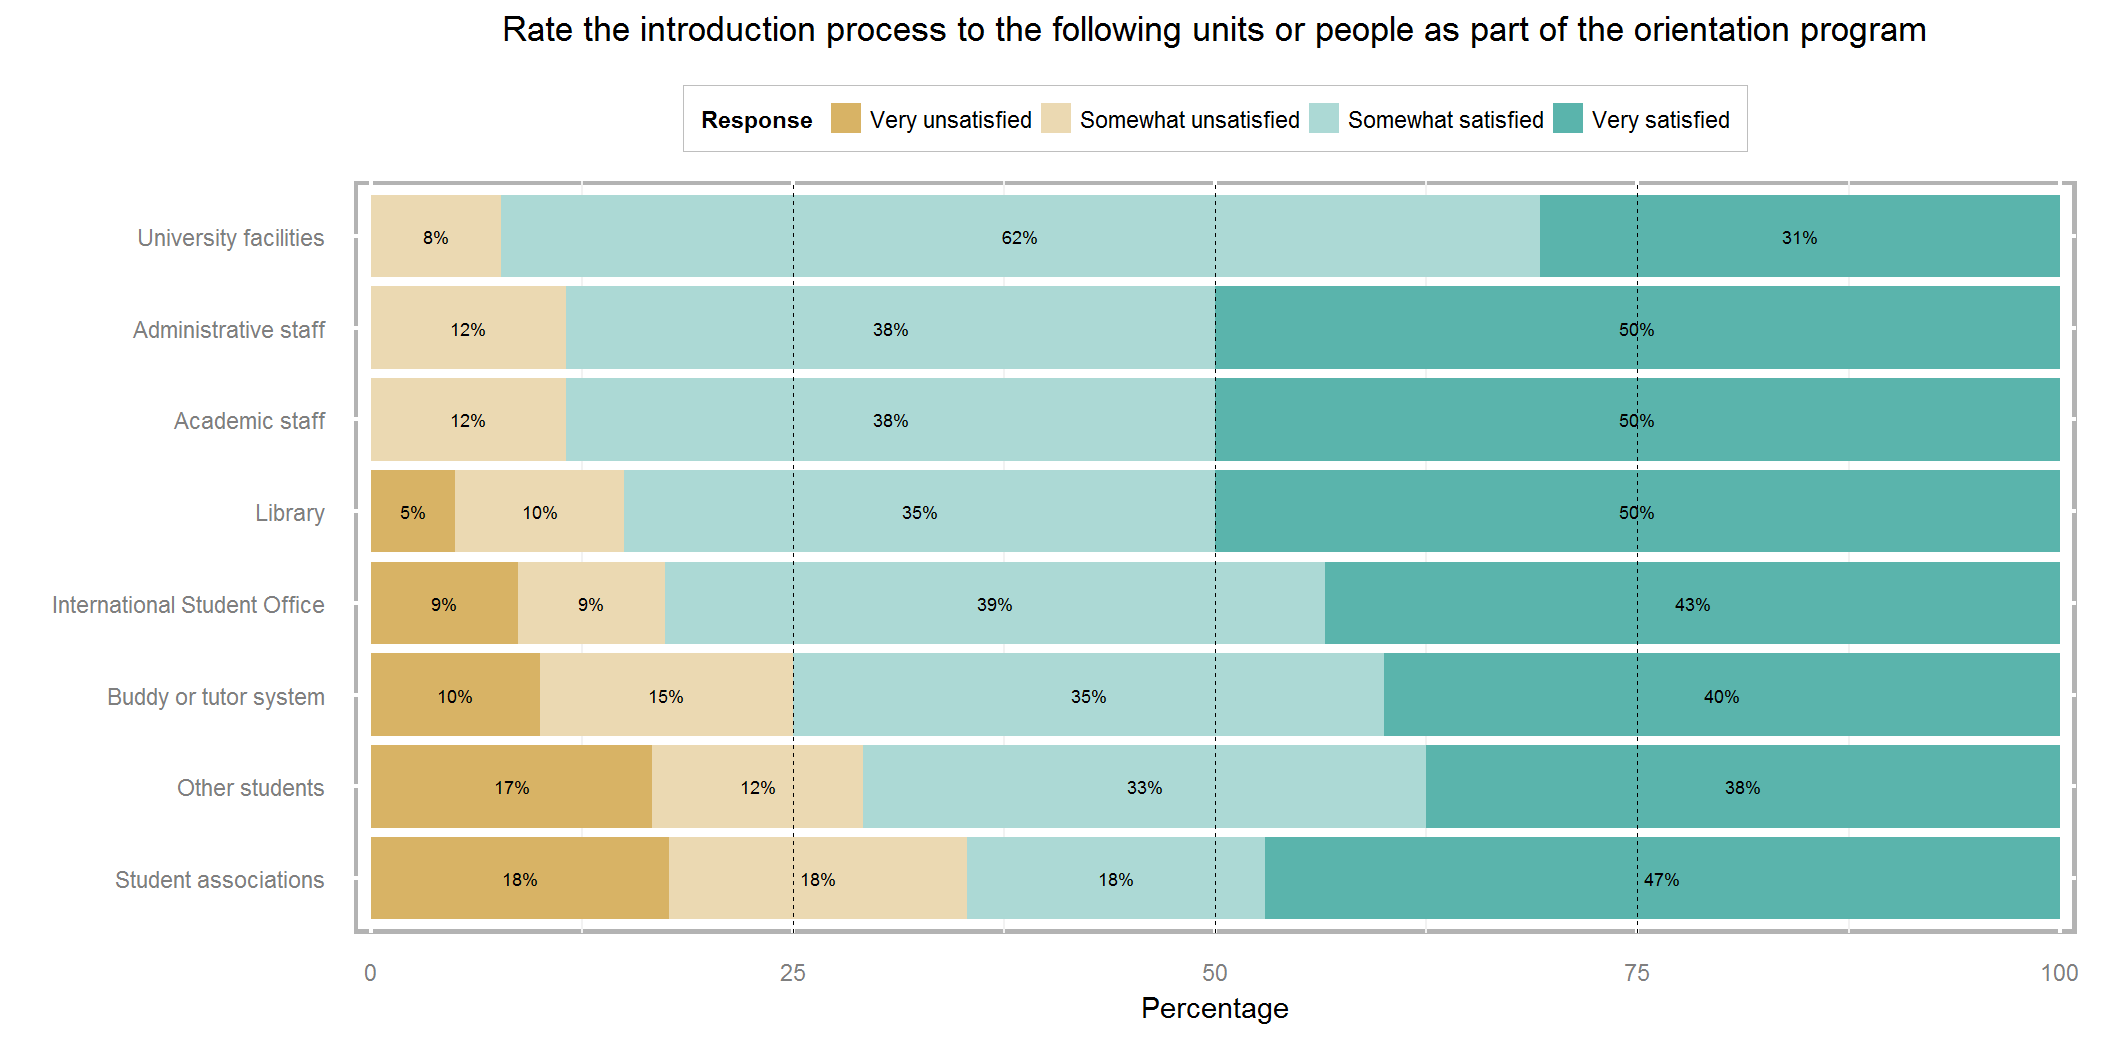 Rate the introduction process to the following units or people as part of the orientation program
Response Very unsatisfied Somewhat unsatisfied Somewhat satisfied Very satisfied
University facilities 8% 62% 31%
Administrative staff 12% 38% 50%
Academic staff 12% 38% 50%
Library 5% 10% 35% 50%
International Student Office 9% 9% 39% 43%
Buddy or tutor system 10% 15% 35% 40%
Other students 17% 12% 33% 38%
Student associations 18% 18% 18% 47%
0 25 50 75 100
Percentage